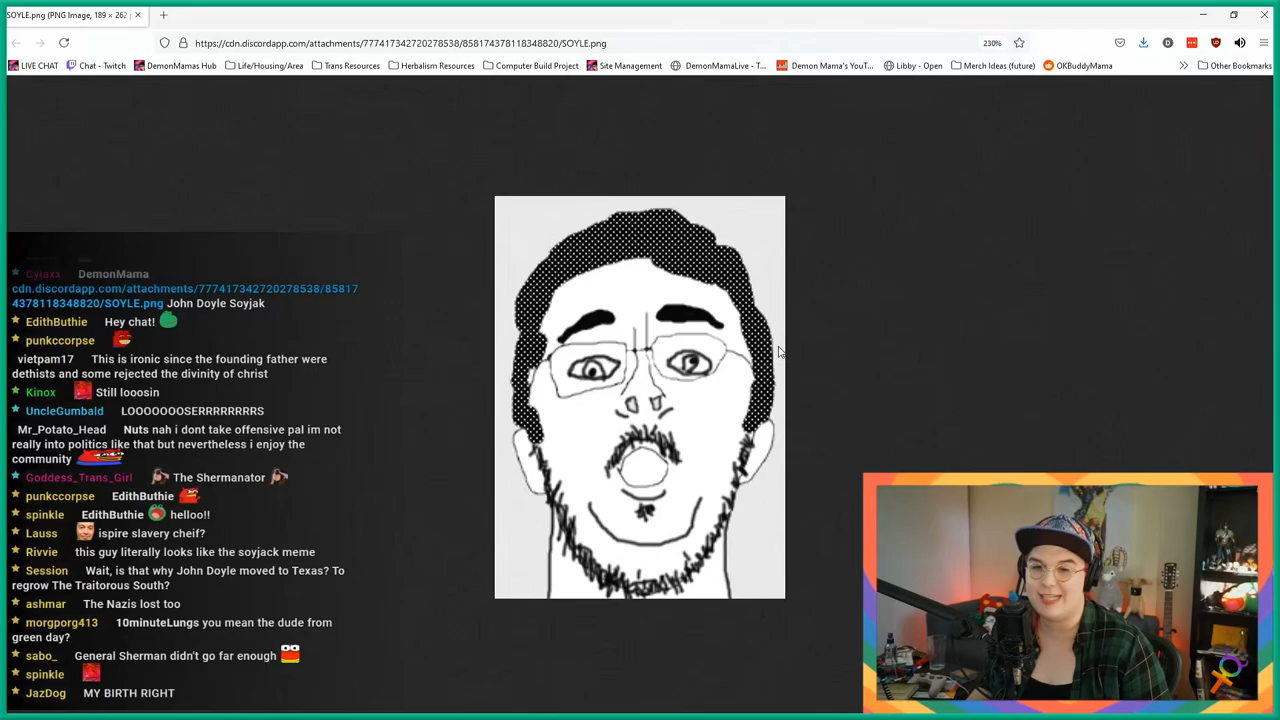 SOYLE.png (PNG Image, 189 × 262
https://cdn.discordapp.com/attachments/777417342720278538/858174378118348820/SOYLE.png
230%
LIVE CHAT
Chat - Twitch
DemonMamas Hub
Life/Housing/Area
Trans Resources
Herbalism Resources
Computer Build Project
Site Management
DemonMamaLive - T...
Demon Mama's YouT...
Libby - Open
Merch Ideas (future)
OKBuddyMama
Other Bookmarks
Cylaxx DemonMama
cdn.discordapp.com/attachments/777417342720278538/85817
4378118348820/SOYLE.png John Doyle Soyjak
EdithButhie Hey chat!
punkccorpse
vietpam17 This is ironic since the founding father were
dethists and some rejected the divinity of christ
Kinox Still looosin
UncleGumbald LOOOOOOOSERRRRRRRRS
Mr_Potato_Head Nuts nah i dont take offensive pal im not
really into politics like that but nevertheless i enjoy the
community
Goddess_Trans_Girl The Shermanator
punkccorpse EdithButhie
spinkle EdithButhie helloo!!
Lauss ispire slavery cheif?
Rivvie this guy literally looks like the soyjack meme
Session Wait, is that why John Doyle moved to Texas? To
regrow The Traitorous South?
ashmar The Nazis lost too
morgporg413 10minuteLungs you mean the dude from
green day?
sabo_ General Sherman didn't go far enough
spinkle
JazDog MY BIRTH RIGHT